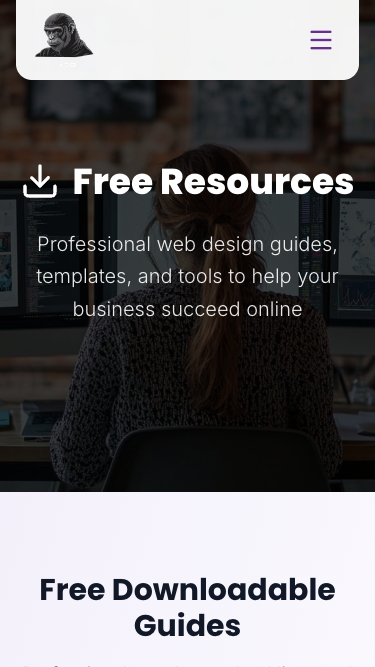 Free Resources
Professional web design guides,
templates, and tools to help your
business succeed online
Free Downloadable
Guides